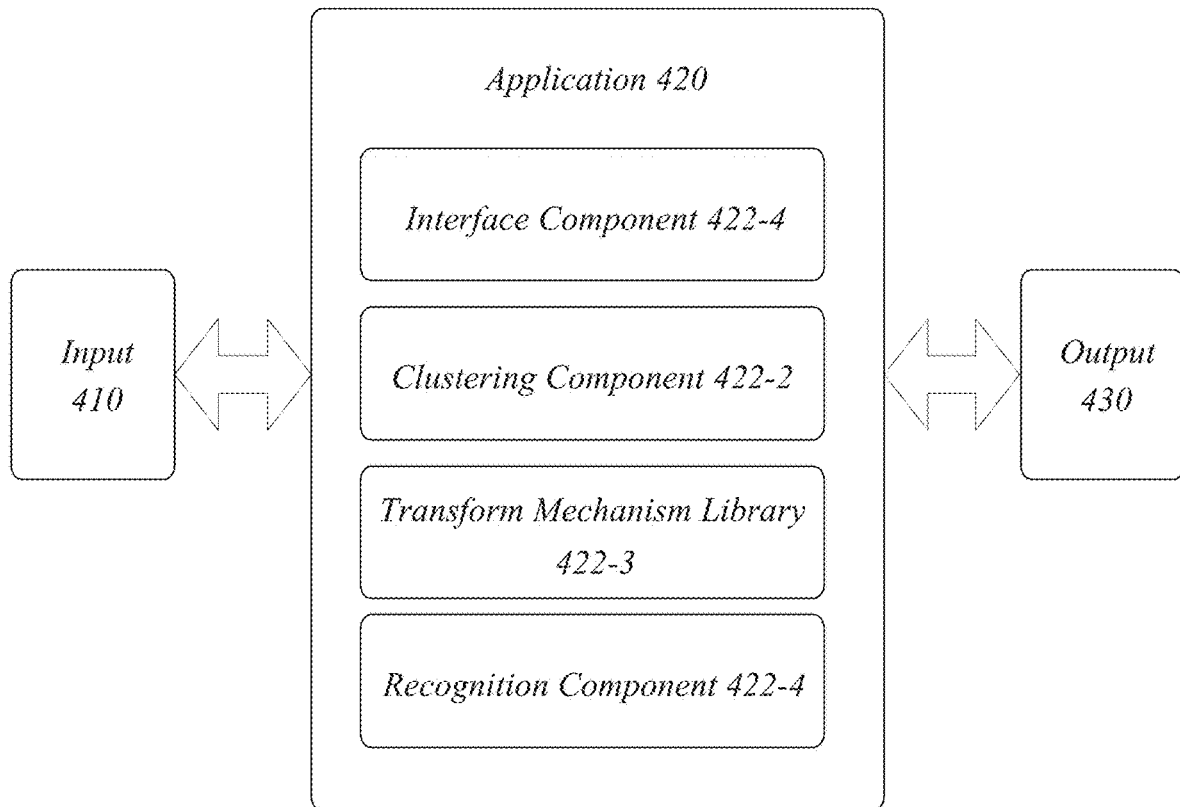 Application 420
Interface Component 422-4
Input
410
Clustering Component 422-2
Output
430
Transform Mechanism Library
422-3
Recognition Component 422-4